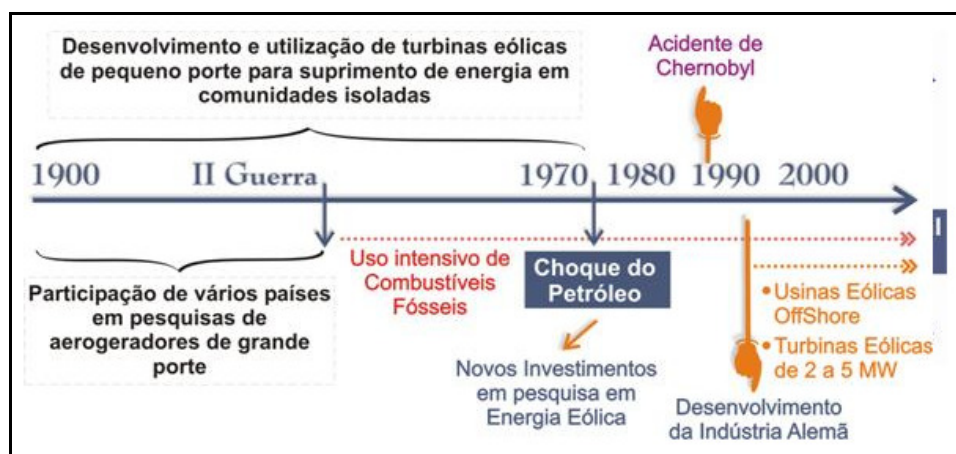 Desenvolvimento e utilização de turbinas eólicas
de pequeno porte para suprimento de energia em
comunidades isoladas
Acidente de
Chernobyl
1900 II Guerra 1970 1980 1990 2000
Participação de vários países
em pesquisas de
aerogeradores de grande
porte
Uso intensivo de
Combustíveis
Fósseis
Choque do
Petróleo
Novos Investimentos
em pesquisa em
Energia Eólica
• Usinas Eólicas
OffShore
• Turbinas Eólicas
de 2 a 5 MW
Desenvolvimento
da Indústria Alemã